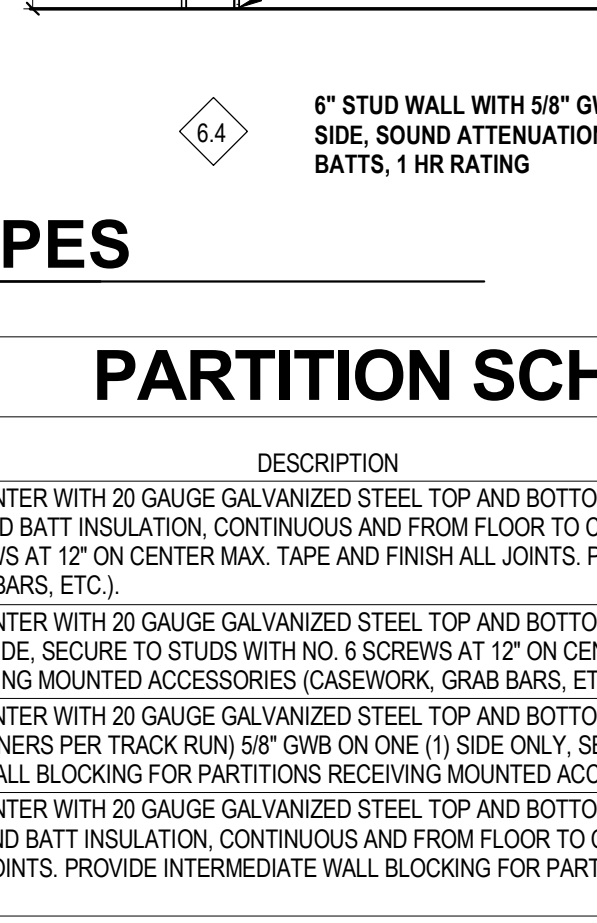 6.4
6" STUD WALL WITH 5/8"
SIDE, SOUND ATTENUATION
BATTS, 1 HR RATING
PES
PARTITION SCH
DESCRIPTION
NTER WITH 20 GAUGE GALVANIZED STEEL TOP AND BOTTO
D BATT INSULATION, CONTINUOUS AND FROM FLOOR TO C
WS AT 12" ON CENTER MAX. TAPE AND FINISH ALL JOINTS. P
BARS, ETC.).
NTER WITH 20 GAUGE GALVANIZED STEEL TOP AND BOTTO
IDE, SECURE TO STUDS WITH NO. 6 SCREWS AT 12" ON CEN
NG MOUNTED ACCESSORIES (CASEWORK, GRAB BARS, ET
NTER WITH 20 GAUGE GALVANIZED STEEL TOP AND BOTTO
NERS PER TRACK RUN) 5/8" GWB ON ONE (1) SIDE ONLY, SE
ALL BLOCKING FOR PARTITIONS RECEIVING MOUNTED ACC
NTER WITH 20 GAUGE GALVANIZED STEEL TOP AND BOTTO
ND BATT INSULATION, CONTINUOUS AND FROM FLOOR TO C
OINTS. PROVIDE INTERMEDIATE WALL BLOCKING FOR PART